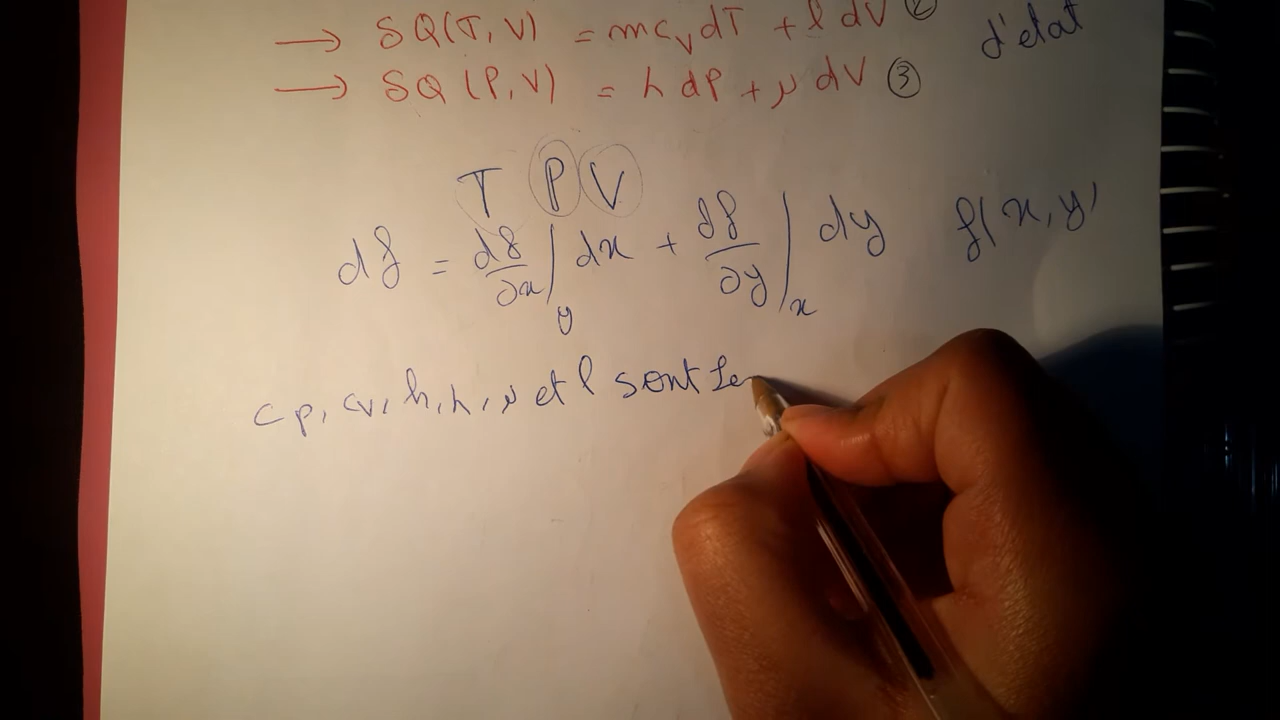 → δQ(T,V) = mc_v dT + l dV ②
d'état
→ δQ(P,V) = h dP + μ dV ③
T P V
df = ∂f/∂x |_y dx + ∂f/∂y |_x dy f(x,y)
cp, cv, h, h, μ et l sont le